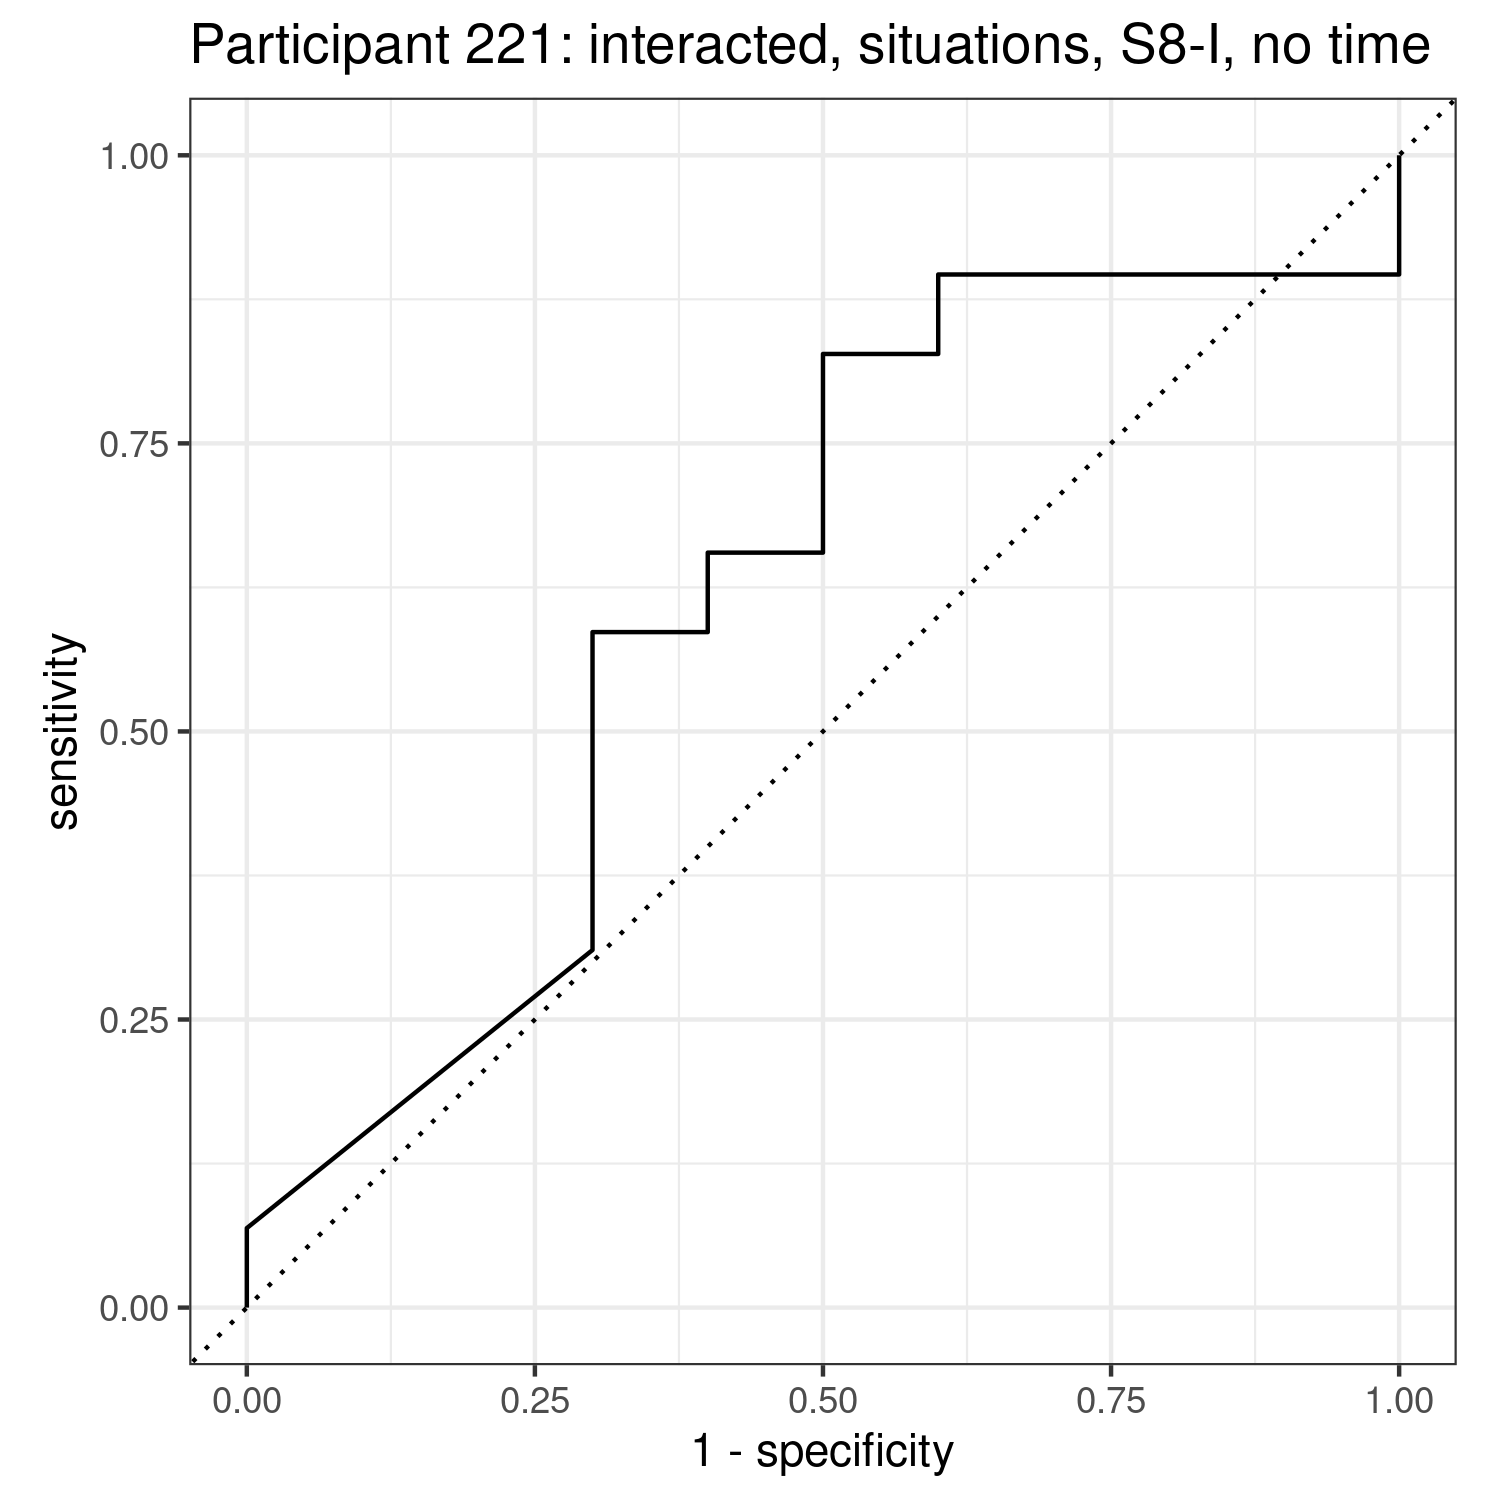 Participant 221: interacted, situations, S8-I, no time
sensitivity
1.00
0.75
0.50
0.25
0.00
0.00 0.25 0.50 0.75 1.00
1 - specificity